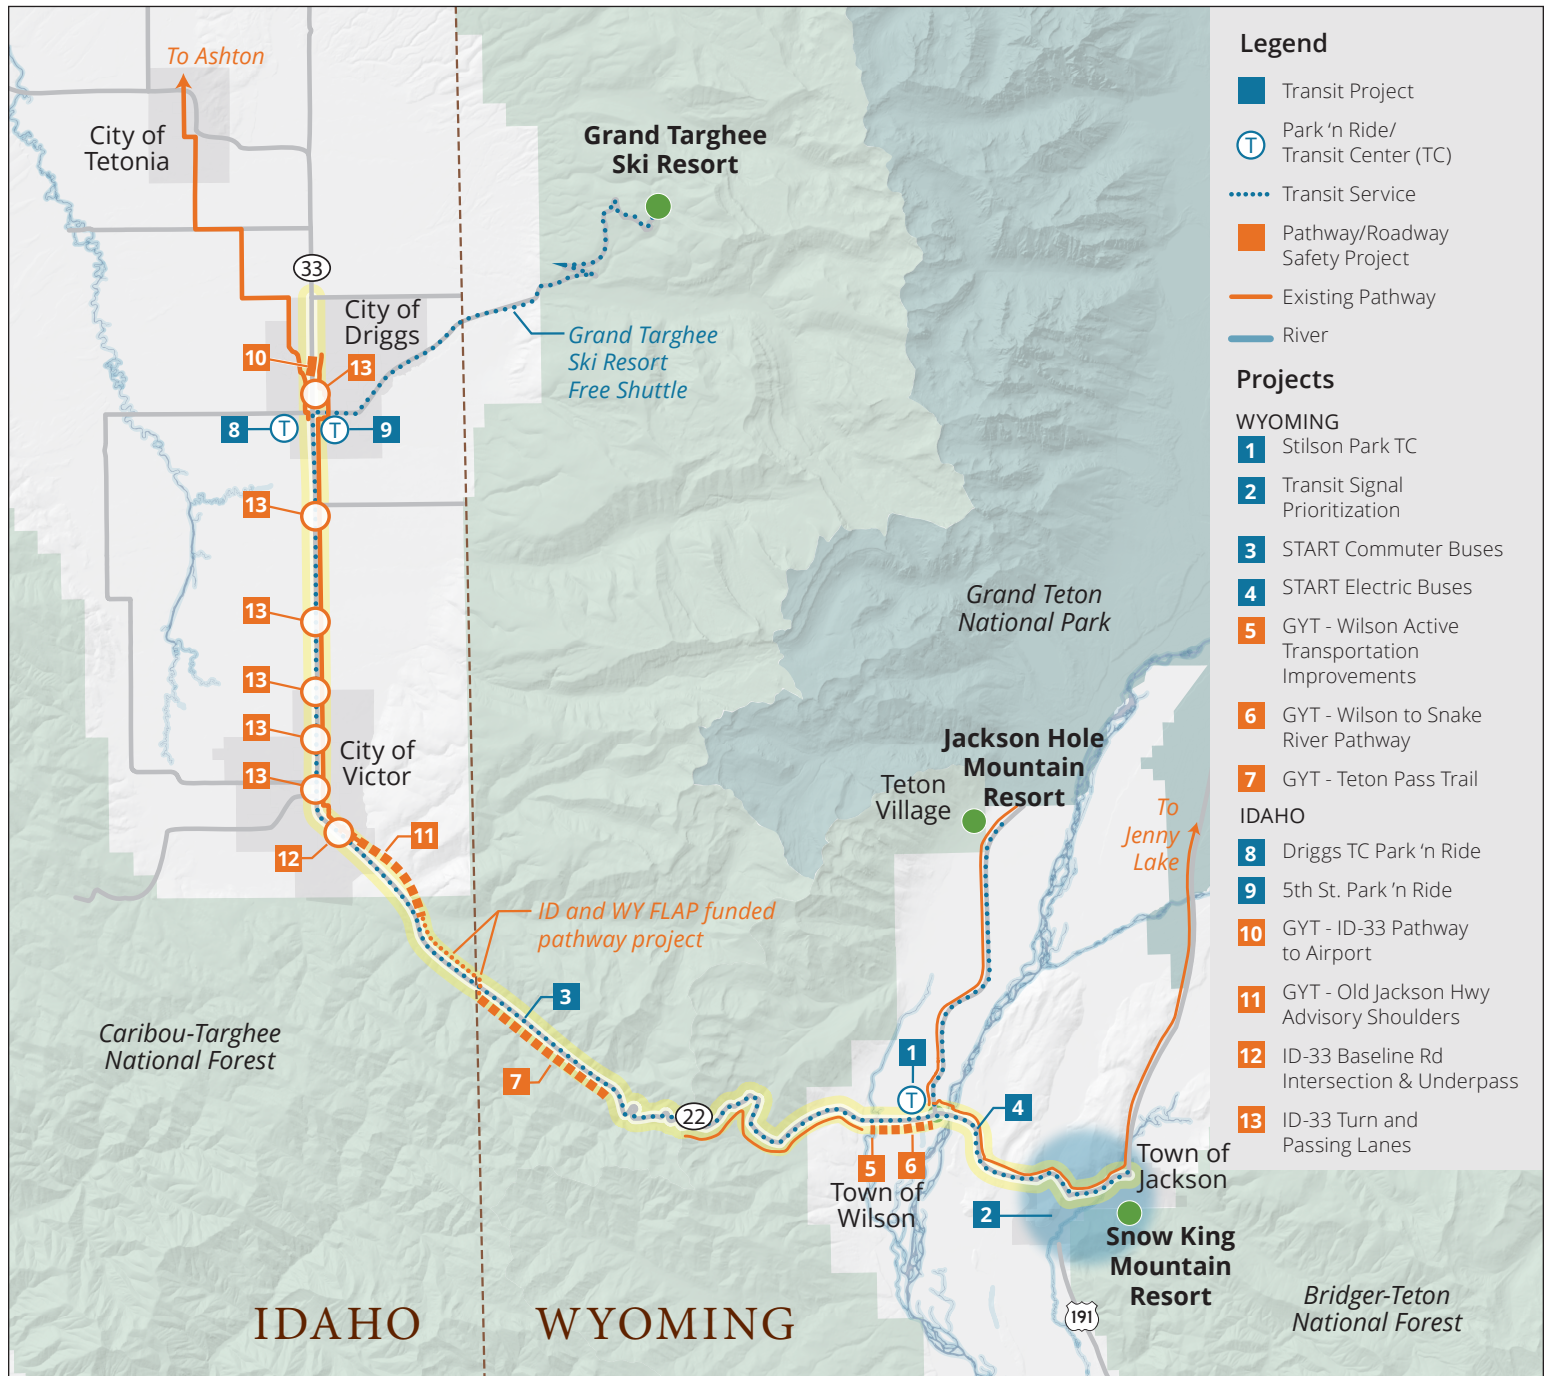 To Ashton
City of
Tetonia
Grand Targhee
Ski Resort
33
City of
Driggs
10
13
Grand Targhee
Ski Resort
Free Shuttle
8
T
T
9
13
13
Grand Teton
National Park
13
13
City of
Victor
13
Jackson Hole
Mountain
Resort
Teton
Village
To
Jenny
Lake
11
12
ID and WY FLAP funded
pathway project
3
Caribou-Targhee
National Forest
7
22
1
T
4
5
6
Town of
Wilson
2
Town of
Jackson
Snow King
Mountain
Resort
191
Bridger-Teton
National Forest
IDAHO
WYOMING
Legend
Transit Project
T
Park ‘n Ride/
Transit Center (TC)
Transit Service
Pathway/Roadway
Safety Project
Existing Pathway
River
Projects
WYOMING
1 Stilson Park TC
2 Transit Signal
Prioritization
3 START Commuter Buses
4 START Electric Buses
5 GYT - Wilson Active
Transportation
Improvements
6 GYT - Wilson to Snake
River Pathway
7 GYT - Teton Pass Trail
IDAHO
8 Driggs TC Park ‘n Ride
9 5th St. Park ‘n Ride
10 GYT - ID-33 Pathway
to Airport
11 GYT - Old Jackson Hwy
Advisory Shoulders
12 ID-33 Baseline Rd
Intersection & Underpass
13 ID-33 Turn and
Passing Lanes